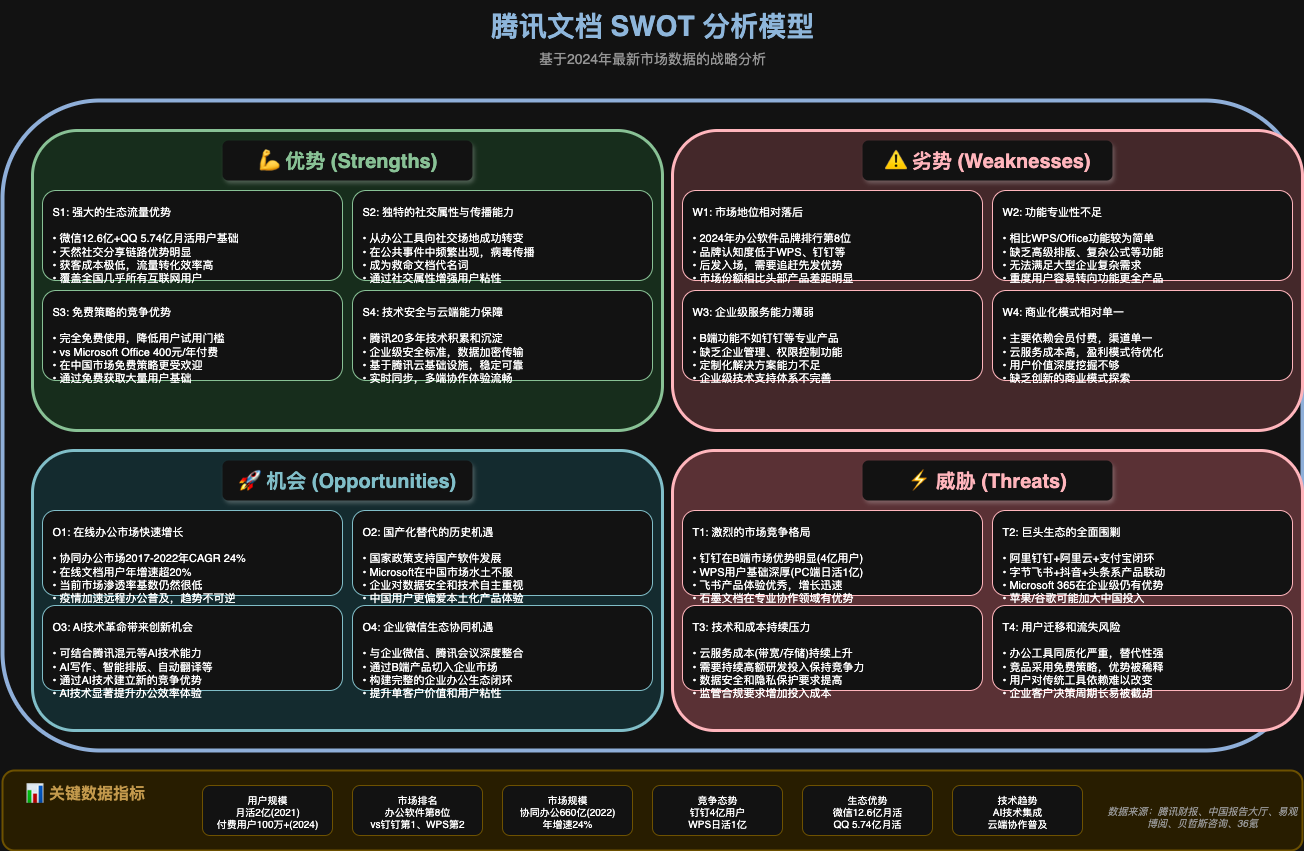 腾讯文档 SWOT 分析模型
基于2024年最新市场数据的战略分析
💪 优势 (Strengths)
S1: 强大的生态流量优势
• 微信12.6亿+QQ 5.74亿月活用户基础
• 天然社交分享链路优势明显
• 获客成本极低，流量转化效率高
• 覆盖全国几乎所有互联网用户
S2: 独特的社交属性与传播能力
• 从办公工具向社交场地成功转变
• 在公共事件中频繁出现，病毒传播
• 成为救命文档代名词
• 通过社交属性增强用户粘性
S3: 免费策略的竞争优势
• 完全免费使用，降低用户试用门槛
• vs Microsoft Office 400元/年付费
• 在中国市场免费策略更受欢迎
• 通过免费获取大量用户基础
S4: 技术安全与云端能力保障
• 腾讯20多年技术积累和沉淀
• 企业级安全标准，数据加密传输
• 基于腾讯云基础设施，稳定可靠
• 实时同步，多端协作体验流畅
⚠️ 劣势 (Weaknesses)
W1: 市场地位相对落后
• 2024年办公软件品牌排行第8位
• 品牌认知度低于WPS、钉钉等
• 后发入场，需要追赶先发优势
• 市场份额相比头部产品差距明显
W2: 功能专业性不足
• 相比WPS/Office功能较为简单
• 缺乏高级排版、复杂公式等功能
• 无法满足大型企业复杂需求
• 重度用户容易转向功能更全产品
W3: 企业级服务能力薄弱
• B端功能不如钉钉等专业产品
• 缺乏企业管理、权限控制功能
• 定制化解决方案能力不足
• 企业级技术支持体系不完善
W4: 商业化模式相对单一
• 主要依赖会员付费，渠道单一
• 云服务成本高，盈利模式待优化
• 用户价值深度挖掘不够
• 缺乏创新的商业模式探索
🚀 机会 (Opportunities)
O1: 在线办公市场快速增长
• 协同办公市场2017-2022年CAGR 24%
• 在线文档用户年增速超20%
• 当前市场渗透率基数仍然很低
• 疫情加速远程办公普及，趋势不可逆
O2: 国产化替代的历史机遇
• 国家政策支持国产软件发展
• Microsoft在中国市场水土不服
• 企业对数据安全和技术自主重视
• 中国用户更偏爱本土化产品体验
O3: AI技术革命带来创新机会
• 可结合腾讯混元等AI技术能力
• AI写作、智能排版、自动翻译等
• 通过AI技术建立新的竞争优势
• AI技术显著提升办公效率体验
O4: 企业微信生态协同机遇
• 与企业微信、腾讯会议深度整合
• 通过B端产品切入企业市场
• 构建完整的企业办公生态闭环
• 提升单客户价值和用户粘性
⚡ 威胁 (Threats)
T1: 激烈的市场竞争格局
• 钉钉在B端市场优势明显(4亿用户)
• WPS用户基础深厚(PC端日活1亿)
• 飞书产品体验优秀，增长迅速
• 石墨文档在专业协作领域有优势
T2: 巨头生态的全面围剿
• 阿里钉钉+阿里云+支付宝闭环
• 字节飞书+抖音+头条系产品联动
• Microsoft 365在企业级仍有优势
• 苹果/谷歌可能加大中国投入
T3: 技术和成本持续压力
• 云服务成本(带宽/存储)持续上升
• 需要持续高额研发投入保持竞争力
• 数据安全和隐私保护要求提高
• 监管合规要求增加投入成本
T4: 用户迁移和流失风险
• 办公工具同质化严重，替代性强
• 竞品采用免费策略，优势被稀释
• 用户对传统工具依赖难以改变
• 企业客户决策周期长易被截胡
📊 关键数据指标
用户规模
月活2亿(2021)
付费用户100万+(2024)
市场排名
办公软件第8位
vs钉钉第1、WPS第2
市场规模
协同办公660亿(2022)
年增速24%
竞争态势
钉钉4亿用户
WPS日活1亿
生态优势
微信12.6亿月活
QQ 5.74亿月活
技术趋势
AI技术集成
云端协作普及
数据来源：腾讯财报、中国报告大厅、易观
博阅、贝哲斯咨询、36氪